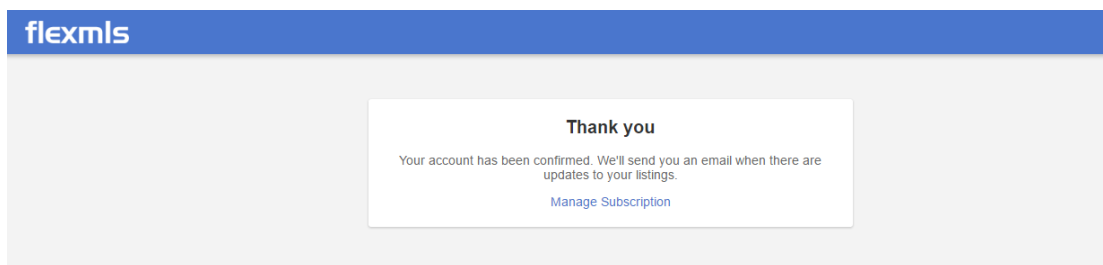 flexmls
Thank you
Your account has been confirmed. We'll send you an email when there are
updates to your listings.
Manage Subscription